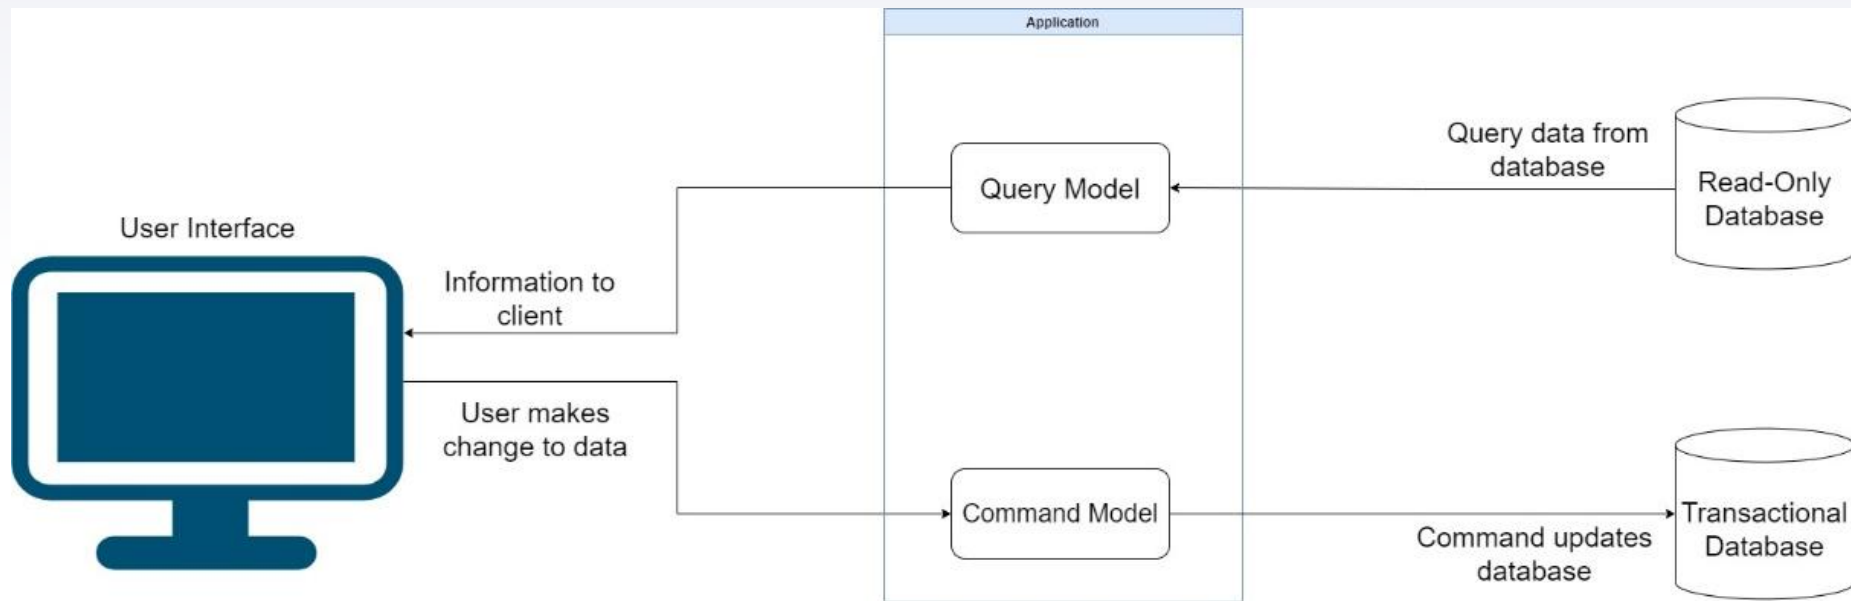 Application
Query data from
database
Query Model
Read-Only
Database
User Interface
Information to
client
User makes
change to data
Command Model
Transactional
Database
Command updates
database